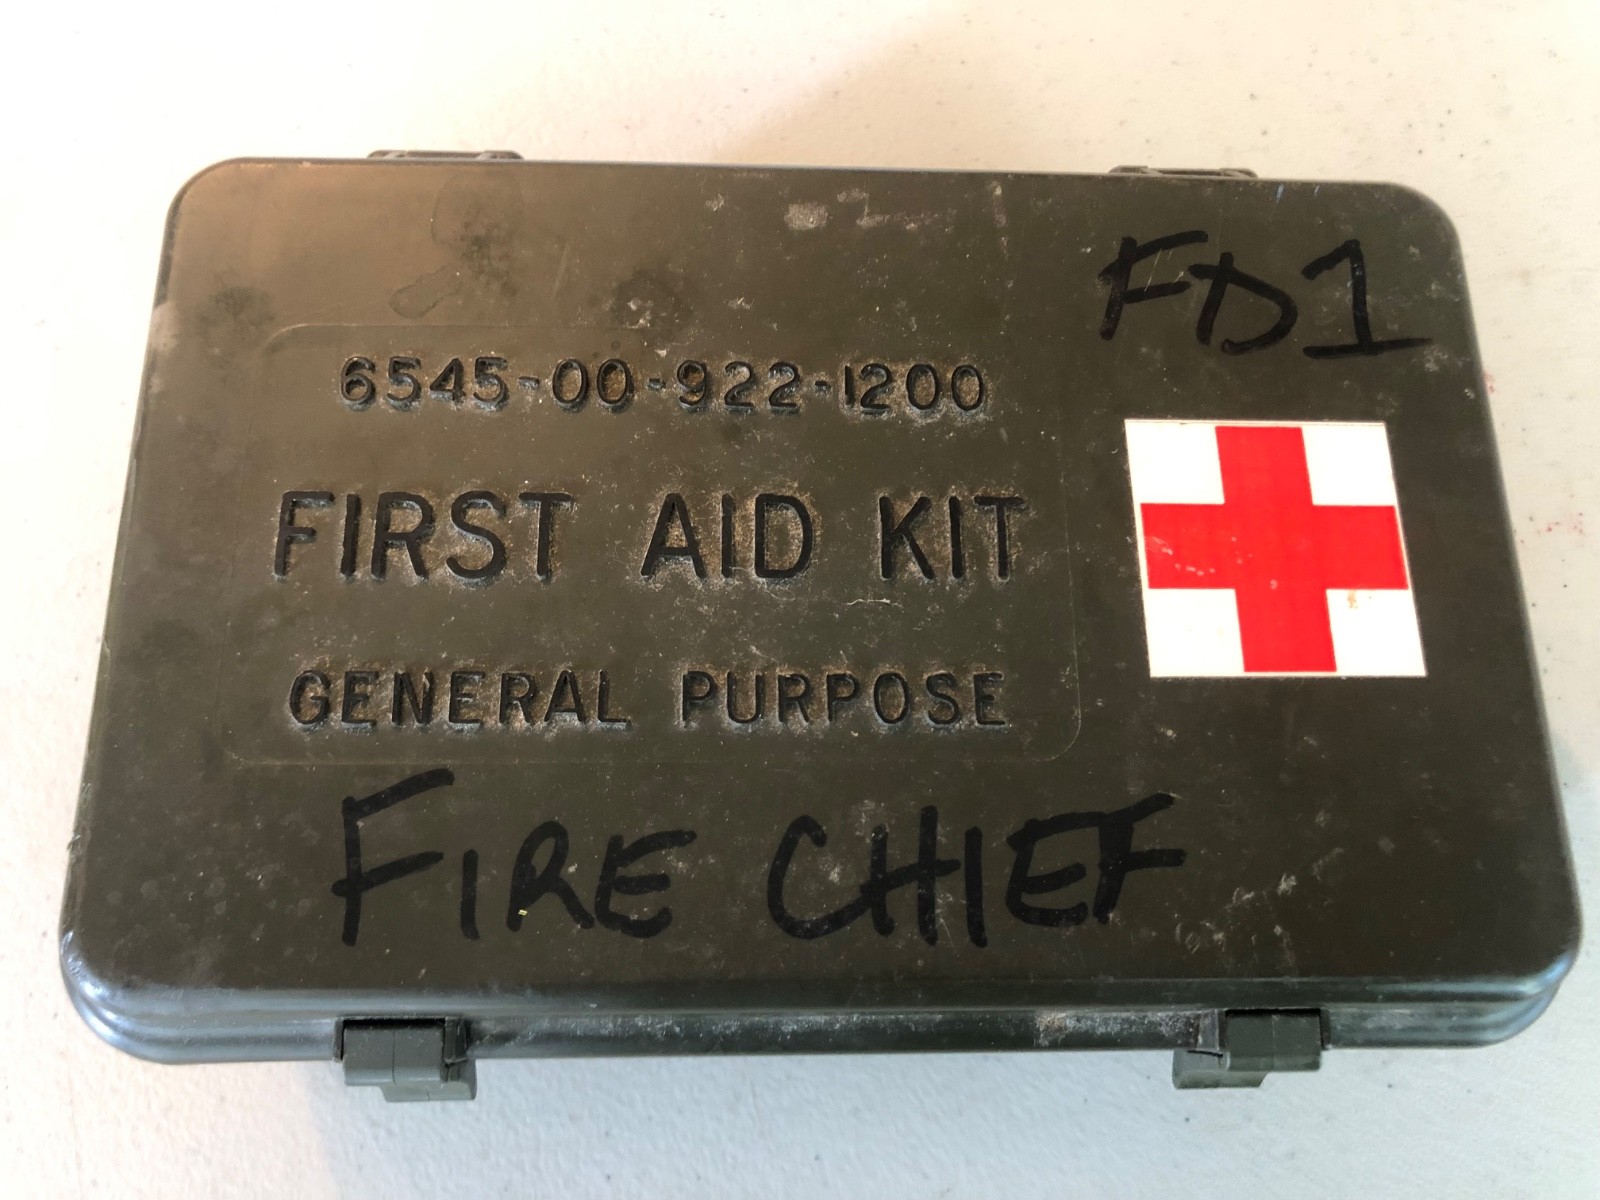 FD1
6545-00-922-1200
FIRST AID KIT
GENERAL PURPOSE
FIRE CHIEF